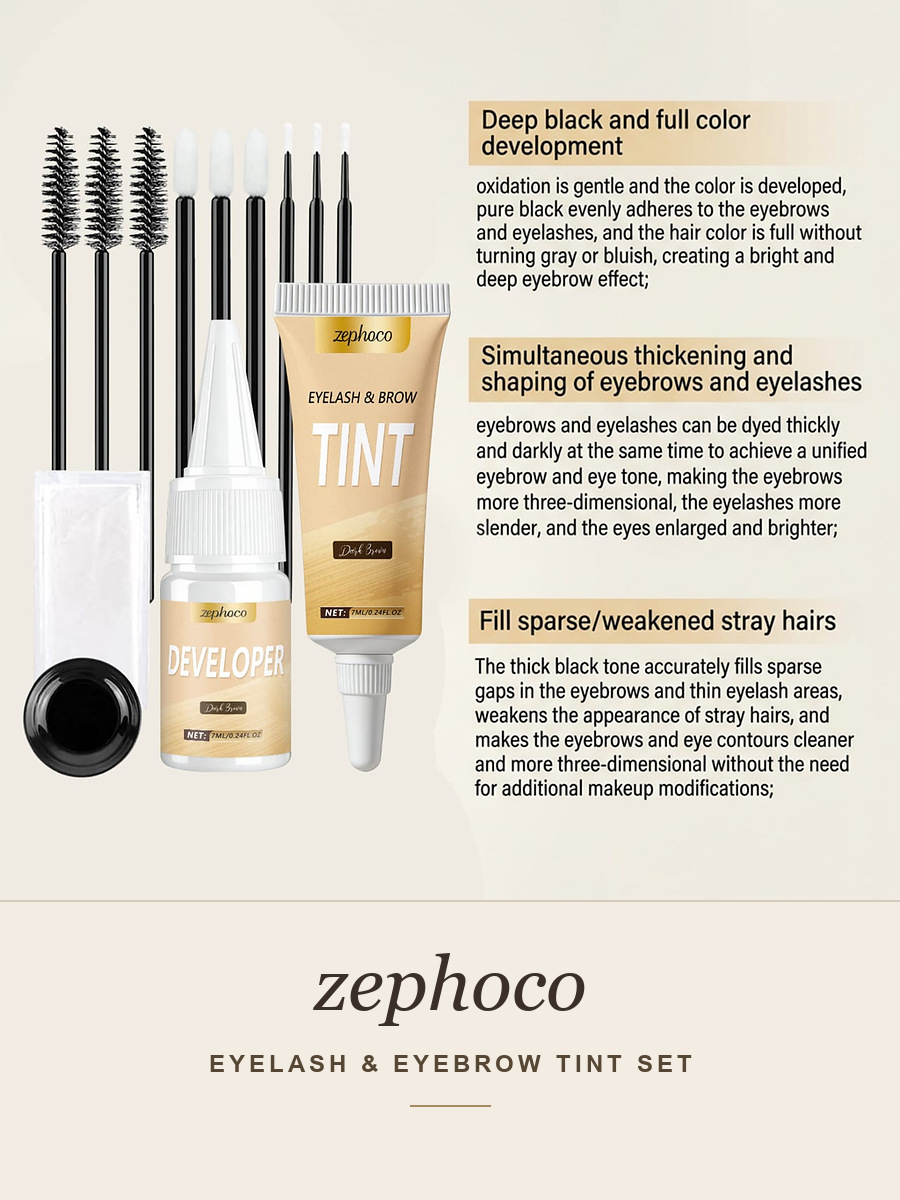 Deep black and full color
development
oxidation is gentle and the color is developed,
pure black evenly adheres to the eyebrows
and eyelashes, and the hair color is full without
turning gray or bluish, creating a bright and
deep eyebrow effect;
Simultaneous thickening and
shaping of eyebrows and eyelashes
eyebrows and eyelashes can be dyed thickly
and darkly at the same time to achieve a unified
eyebrow and eye tone, making the eyebrows
more three-dimensional, the eyelashes more
slender, and the eyes enlarged and brighter;
Fill sparse/weakened stray hairs
The thick black tone accurately fills sparse
gaps in the eyebrows and thin eyelash areas,
weakens the appearance of stray hairs, and
makes the eyebrows and eye contours cleaner
and more three-dimensional without the need
for additional makeup modifications;
zephoco
EYELASH & BROW
TINT
Dark Brown
NET: 7ML/0.24FL.OZ
zephoco
DEVELOPER
Dark Brown
NET: 7ML/0.24FL.OZ
zephoco
EYELASH & EYEBROW TINT SET